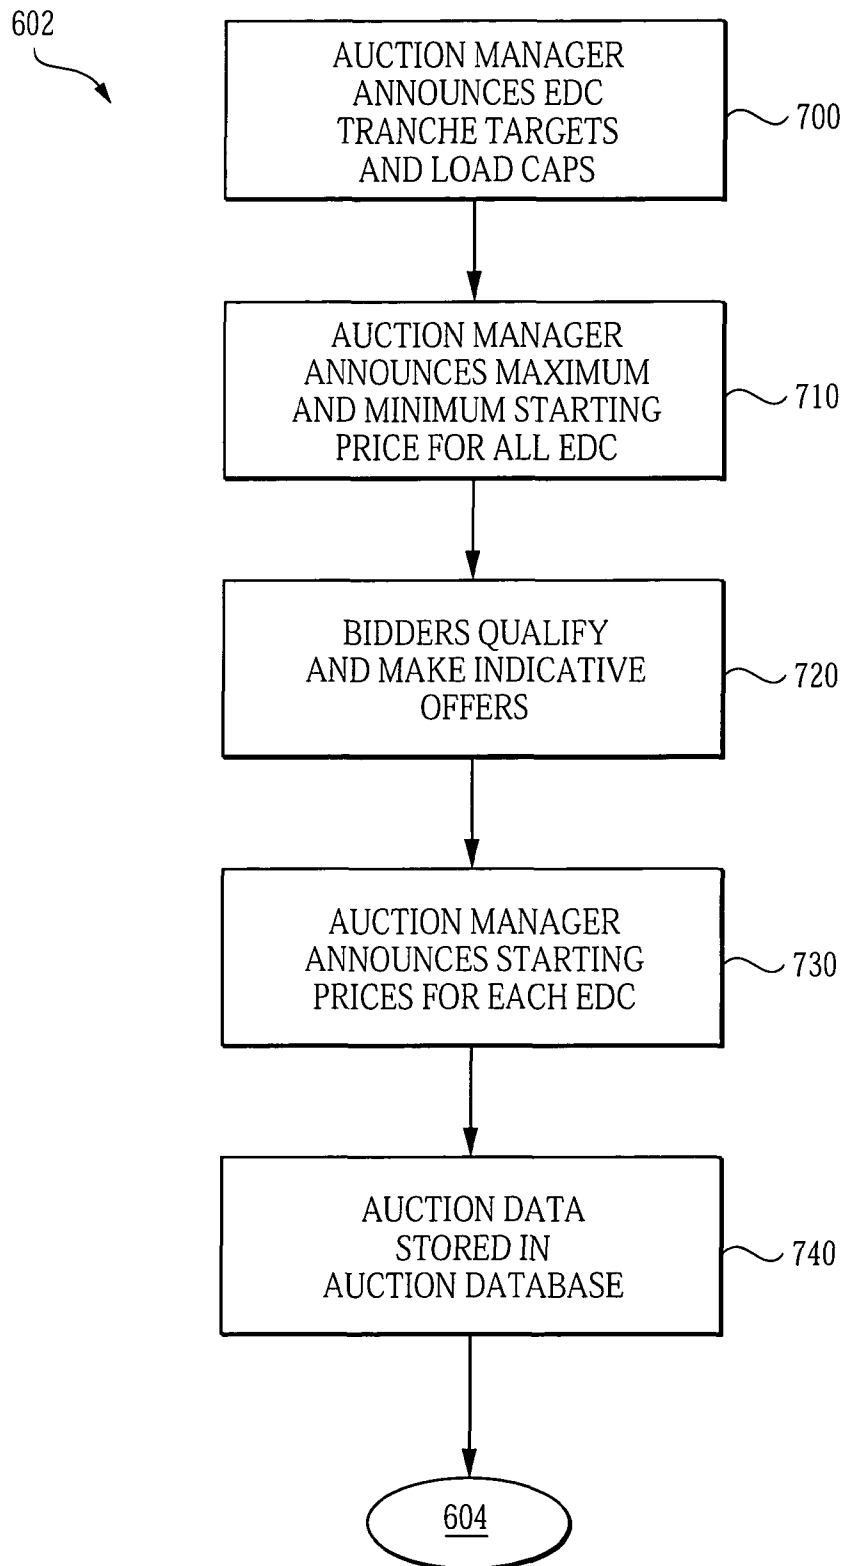 602
AUCTION MANAGER
ANNOUNCES EDC
TRANCHE TARGETS
AND LOAD CAPS
700
AUCTION MANAGER
ANNOUNCES MAXIMUM
AND MINIMUM STARTING
PRICE FOR ALL EDC
710
BIDDERS QUALIFY
AND MAKE INDICATIVE
OFFERS
720
AUCTION MANAGER
ANNOUNCES STARTING
PRICES FOR EACH EDC
730
AUCTION DATA
STORED IN
AUCTION DATABASE
740
604